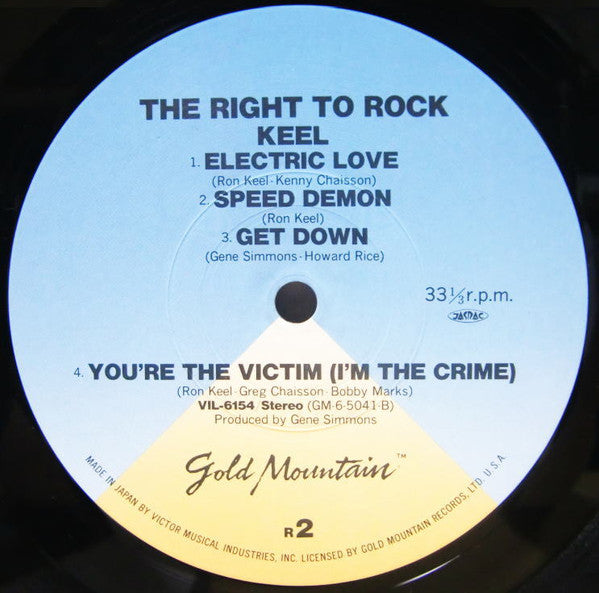 THE RIGHT TO ROCK
KEEL
1. ELECTRIC LOVE
(Ron Keel-Kenny Chaisson)
2. SPEED DEMON
(Ron Keel)
3. GET DOWN
(Gene Simmons-Howard Rice)
33 1/3 r.p.m.
JASRAC
4. YOU'RE THE VICTIM (I'M THE CRIME)
(Ron Keel-Greg Chaisson-Bobby Marks)
VIL-6154 Stereo (GM-6-5041-B)
Produced by Gene Simmons
Gold Mountain™
R2
MADE IN JAPAN BY VICTOR MUSICAL INDUSTRIES, INC. LICENSED BY GOLD MOUNTAIN RECORDS, LTD. U.S.A.